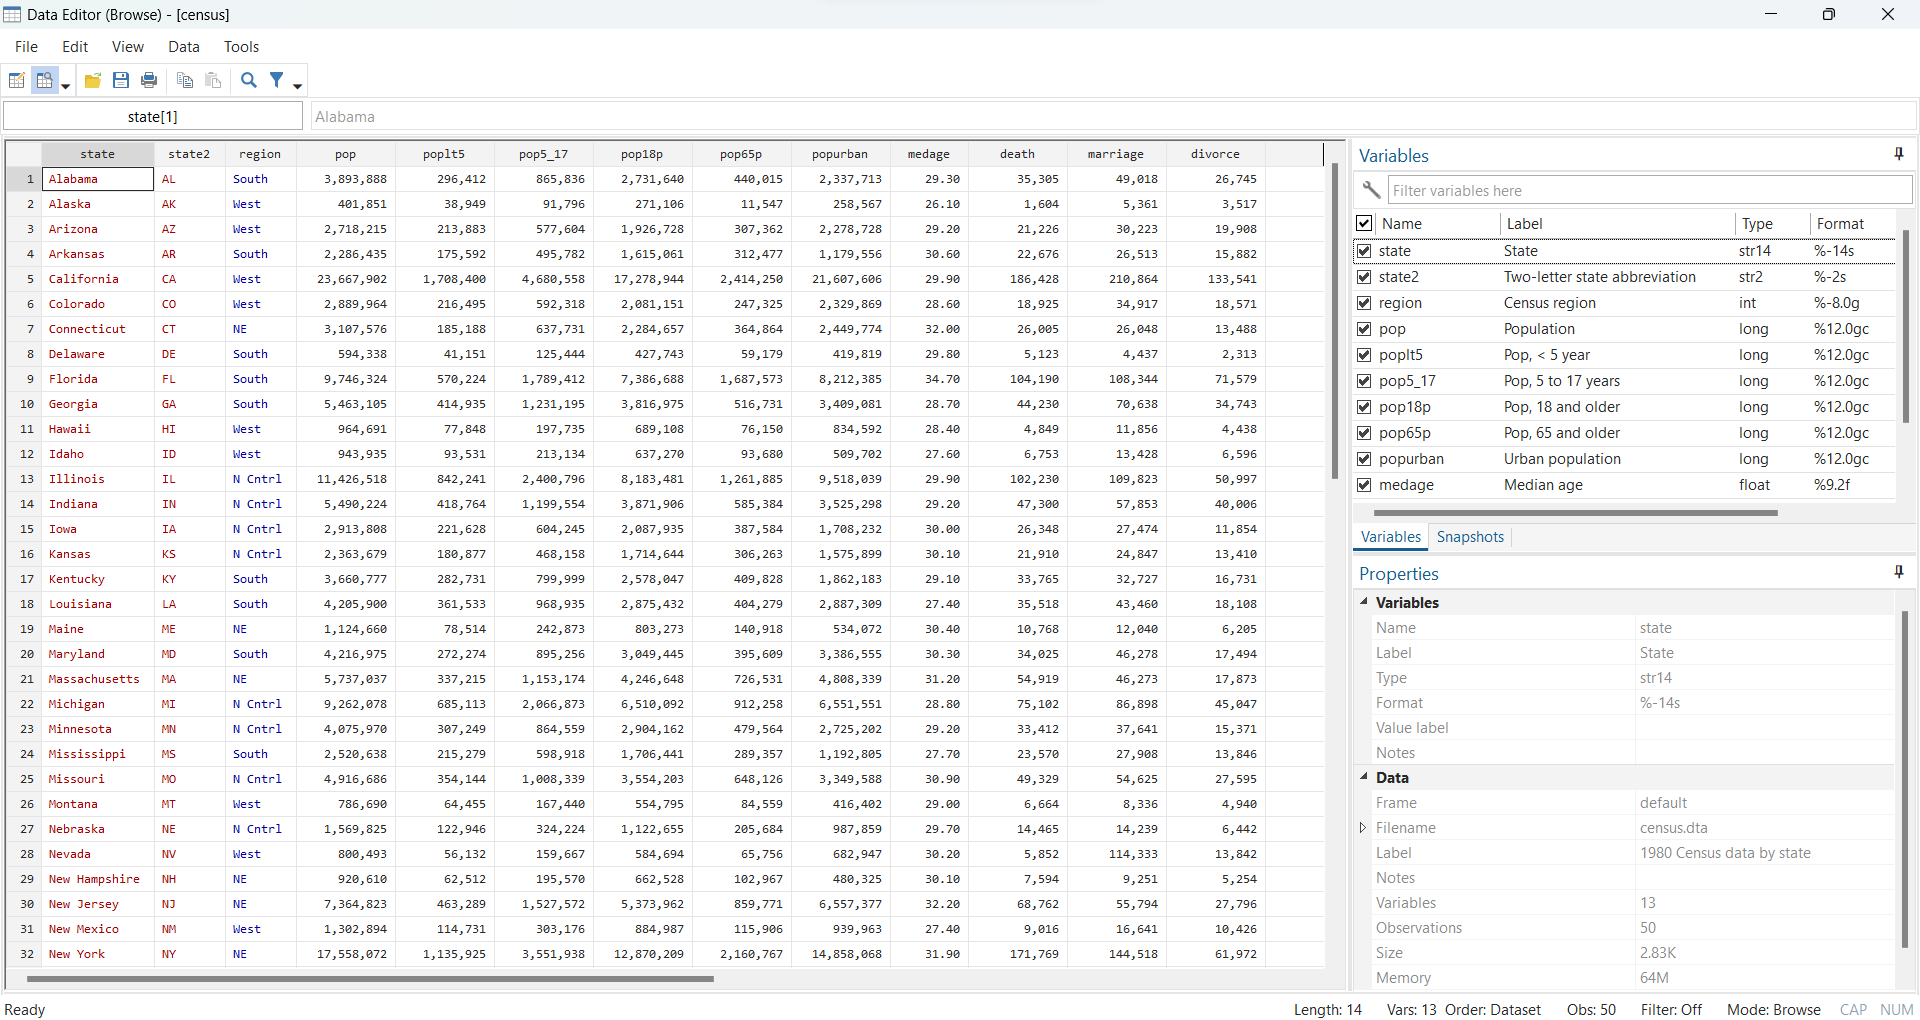 Data Editor (Browse) - [census]
File Edit View Data Tools
state[1] Alabama
state state2 region pop poplt5 pop5_17 pop18p pop65p popurban medage death marriage divorce
1 Alabama AL South 3,893,888 296,412 865,836 2,731,640 440,015 2,337,713 29.30 35,305 49,018 26,745
2 Alaska AK West 401,851 38,949 91,796 271,106 11,547 258,567 26.10 1,604 5,361 3,517
3 Arizona AZ West 2,718,215 213,883 577,604 1,926,728 307,362 2,278,728 29.20 21,226 30,223 19,908
4 Arkansas AR South 2,286,435 175,592 495,782 1,615,061 312,477 1,179,556 30.60 22,676 26,513 15,882
5 California CA West 23,667,902 1,708,400 4,680,558 17,278,944 2,414,250 21,607,606 29.90 186,428 210,864 133,541
6 Colorado CO West 2,889,964 216,495 592,318 2,081,151 247,325 2,329,869 28.60 18,925 34,917 18,571
7 Connecticut CT NE 3,107,576 185,188 637,731 2,284,657 364,864 2,449,774 32.00 26,005 26,048 13,488
8 Delaware DE South 594,338 41,151 125,444 427,743 59,179 419,819 29.80 5,123 4,437 2,313
9 Florida FL South 9,746,324 570,224 1,789,412 7,386,688 1,687,573 8,212,385 34.70 104,190 108,344 71,579
10 Georgia GA South 5,463,105 414,935 1,231,195 3,816,975 516,731 3,409,081 28.70 44,230 70,638 34,743
11 Hawaii HI West 964,691 77,848 197,735 689,108 76,150 834,592 28.40 4,849 11,856 4,438
12 Idaho ID West 943,935 93,531 213,134 637,270 93,680 509,702 27.60 6,753 13,428 6,596
13 Illinois IL N Cntrl 11,426,518 842,241 2,400,796 8,183,481 1,261,885 9,518,039 29.90 102,230 109,823 50,997
14 Indiana IN N Cntrl 5,490,224 418,764 1,199,554 3,871,906 585,384 3,525,298 29.20 47,300 57,853 40,006
15 Iowa IA N Cntrl 2,913,808 221,628 604,245 2,087,935 387,584 1,708,232 30.00 26,348 27,474 11,854
16 Kansas KS N Cntrl 2,363,679 180,877 468,158 1,714,644 306,263 1,575,899 30.10 21,910 24,847 13,410
17 Kentucky KY South 3,660,777 282,731 799,999 2,578,047 409,828 1,862,183 29.10 33,765 32,727 16,731
18 Louisiana LA South 4,205,900 361,533 968,935 2,875,432 404,279 2,887,309 27.40 35,518 43,460 18,108
19 Maine ME NE 1,124,660 78,514 242,873 803,273 140,918 534,072 30.40 10,768 12,040 6,205
20 Maryland MD South 4,216,975 272,274 895,256 3,049,445 395,609 3,386,555 30.30 34,025 46,278 17,494
21 Massachusetts MA NE 5,737,037 337,215 1,153,174 4,246,648 726,531 4,808,339 31.20 54,919 46,273 17,873
22 Michigan MI N Cntrl 9,262,078 685,113 2,066,873 6,510,092 912,258 6,551,551 28.80 75,102 86,898 45,047
23 Minnesota MN N Cntrl 4,075,970 307,249 864,559 2,904,162 479,564 2,725,202 29.20 33,412 37,641 15,371
24 Mississippi MS South 2,520,638 215,279 598,918 1,706,441 289,357 1,192,805 27.70 23,570 27,908 13,846
25 Missouri MO N Cntrl 4,916,686 354,144 1,008,339 3,554,203 648,126 3,349,588 30.90 49,329 54,625 27,595
26 Montana MT West 786,690 64,455 167,440 554,795 84,559 416,402 29.00 6,664 8,336 4,940
27 Nebraska NE N Cntrl 1,569,825 122,946 324,224 1,122,655 205,684 987,859 29.70 14,465 14,239 6,442
28 Nevada NV West 800,493 56,132 159,667 584,694 65,756 682,947 30.20 5,852 114,333 13,842
29 New Hampshire NH NE 920,610 62,512 195,570 662,528 102,967 480,325 30.10 7,594 9,251 5,254
30 New Jersey NJ NE 7,364,823 463,289 1,527,572 5,373,962 859,771 6,557,377 32.20 68,762 55,794 27,796
31 New Mexico NM West 1,302,894 114,731 303,176 884,987 115,906 939,963 27.40 9,016 16,641 10,426
32 New York NY NE 17,558,072 1,135,925 3,551,938 12,870,209 2,160,767 14,858,068 31.90 171,769 144,518 61,972
Variables
Filter variables here
Name Label Type Format
state State str14 %-14s
state2 Two-letter state abbreviation str2 %-2s
region Census region int %-8.0g
pop Population long %12.0gc
poplt5 Pop, < 5 year long %12.0gc
pop5_17 Pop, 5 to 17 years long %12.0gc
pop18p Pop, 18 and older long %12.0gc
pop65p Pop, 65 and older long %12.0gc
popurban Urban population long %12.0gc
medage Median age float %9.2f
Variables Snapshots
Properties
Variables
Name state
Label State
Type str14
Format %-14s
Value label
Notes
Data
Frame default
Filename census.dta
Label 1980 Census data by state
Notes
Variables 13
Observations 50
Size 2.83K
Memory 64M
Ready Length: 14 Vars: 13 Order: Dataset Obs: 50 Filter: Off Mode: Browse CAP NUM